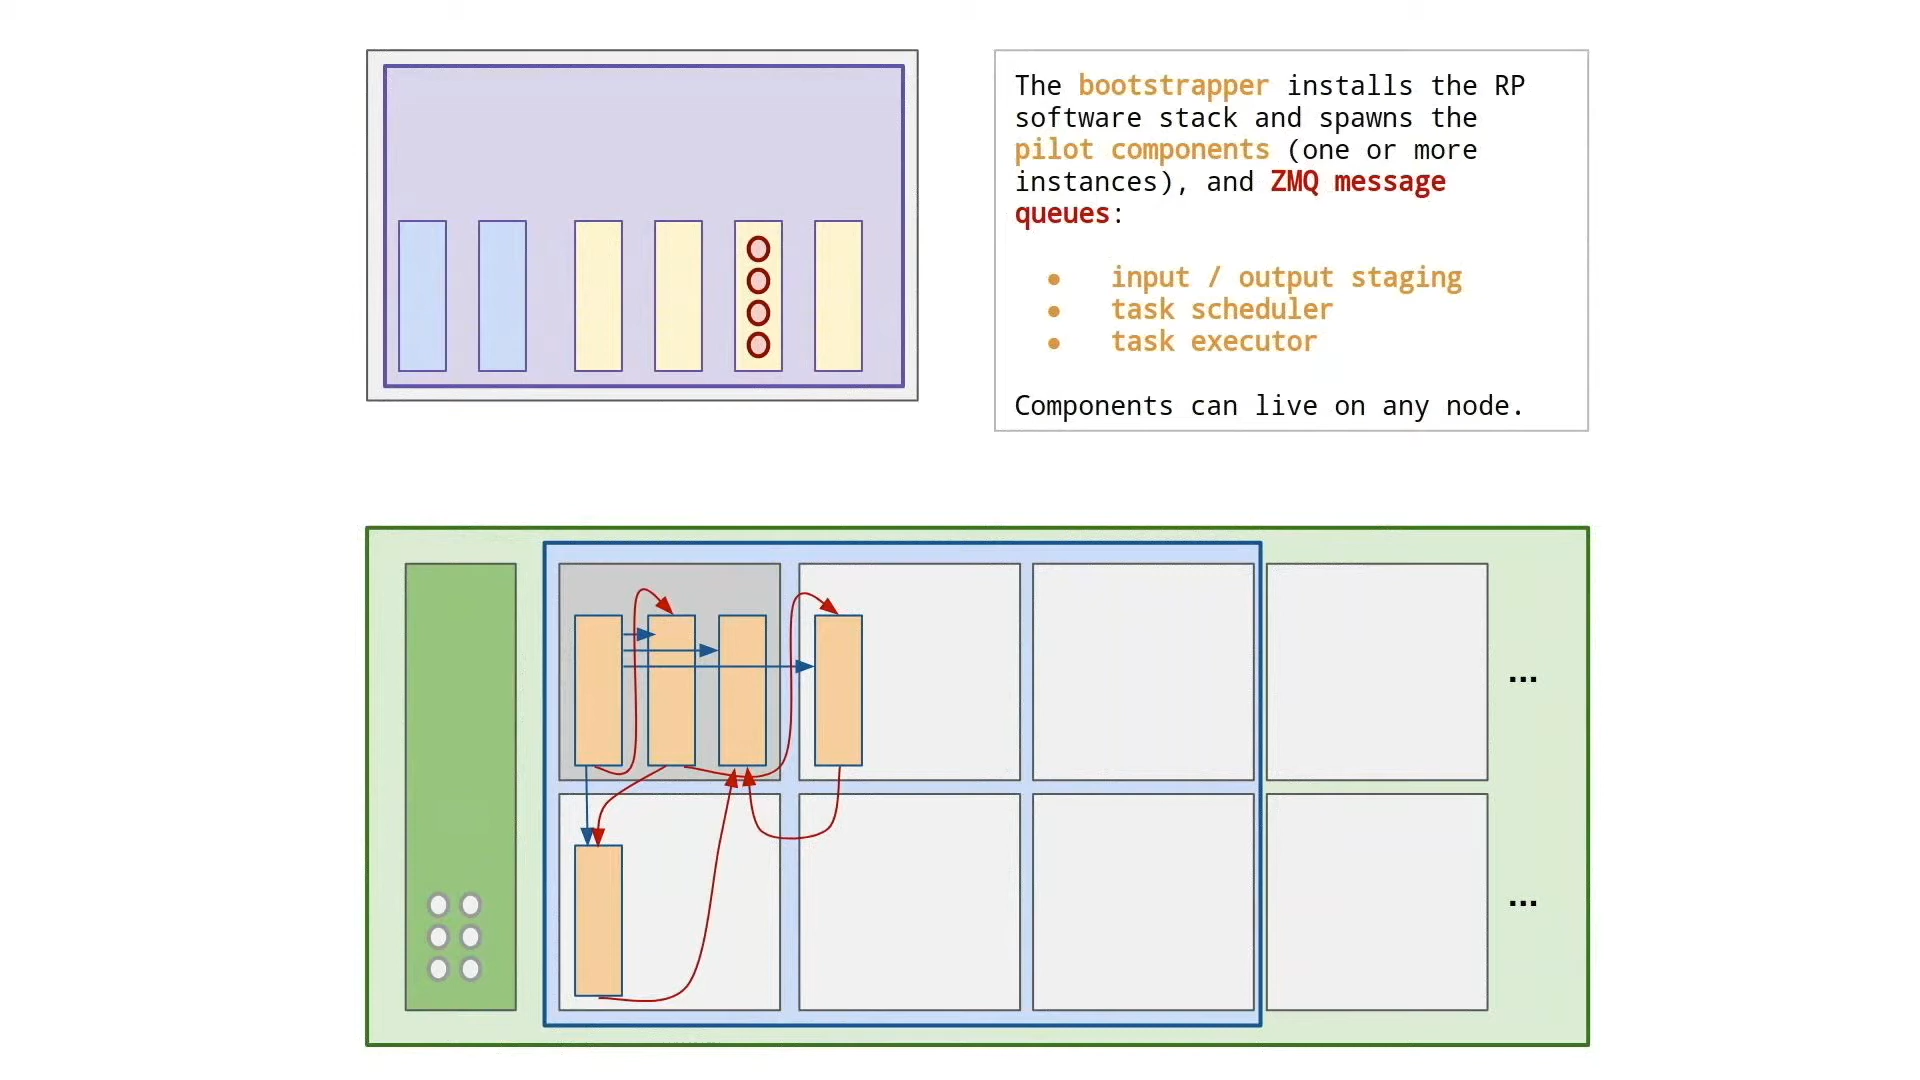 The bootstrapper installs the RP
software stack and spawns the
pilot components (one or more
instances), and ZMQ message
queues:
● input / output staging
● task scheduler
● task executor
Components can live on any node.
...
...